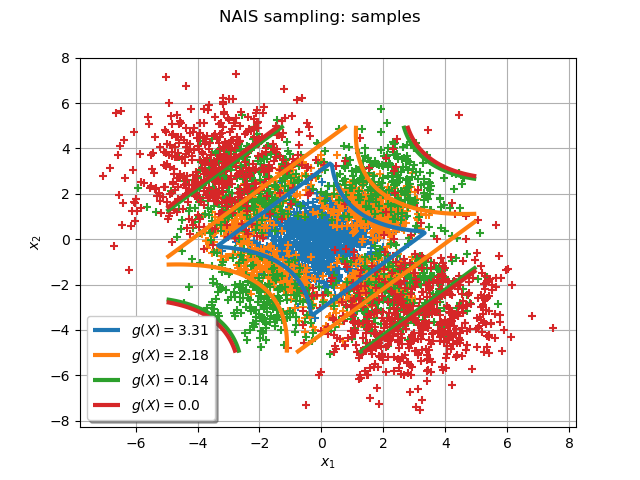 NAIS sampling: samples
8
6
4
2
0
−2
−4
−6
−8
x₂
g(X) = 3.31
g(X) = 2.18
g(X) = 0.14
g(X) = 0.0
−6 −4 −2 0 2 4 6 8
x₁